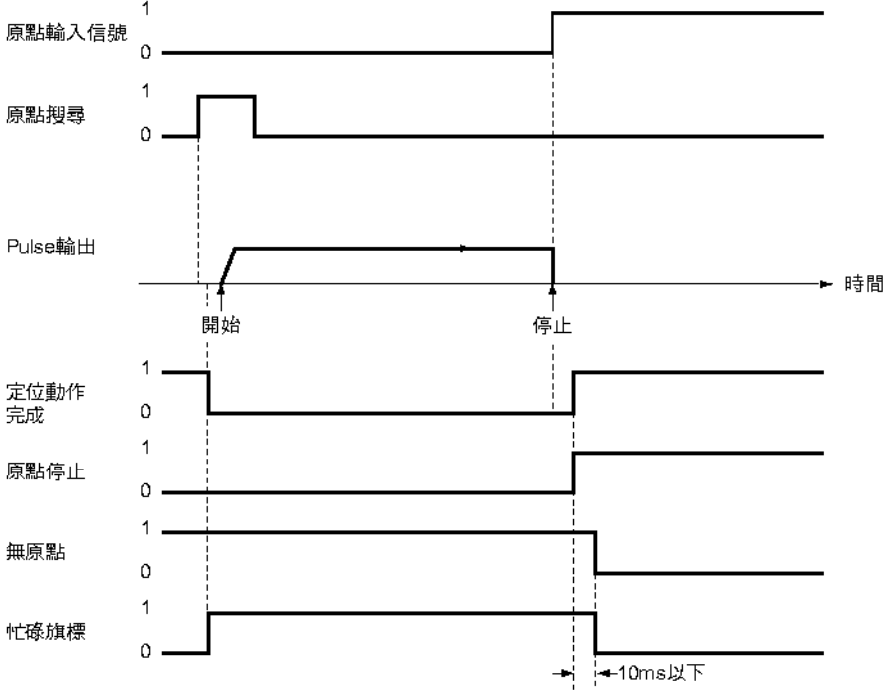 1
原點輸入信號
0
1
原點搜尋
0
Pulse輸出
時間
開始
停止
1
定位動作
完成
0
1
原點停止
0
1
無原點
0
1
忙碌旗標
0
10ms以下